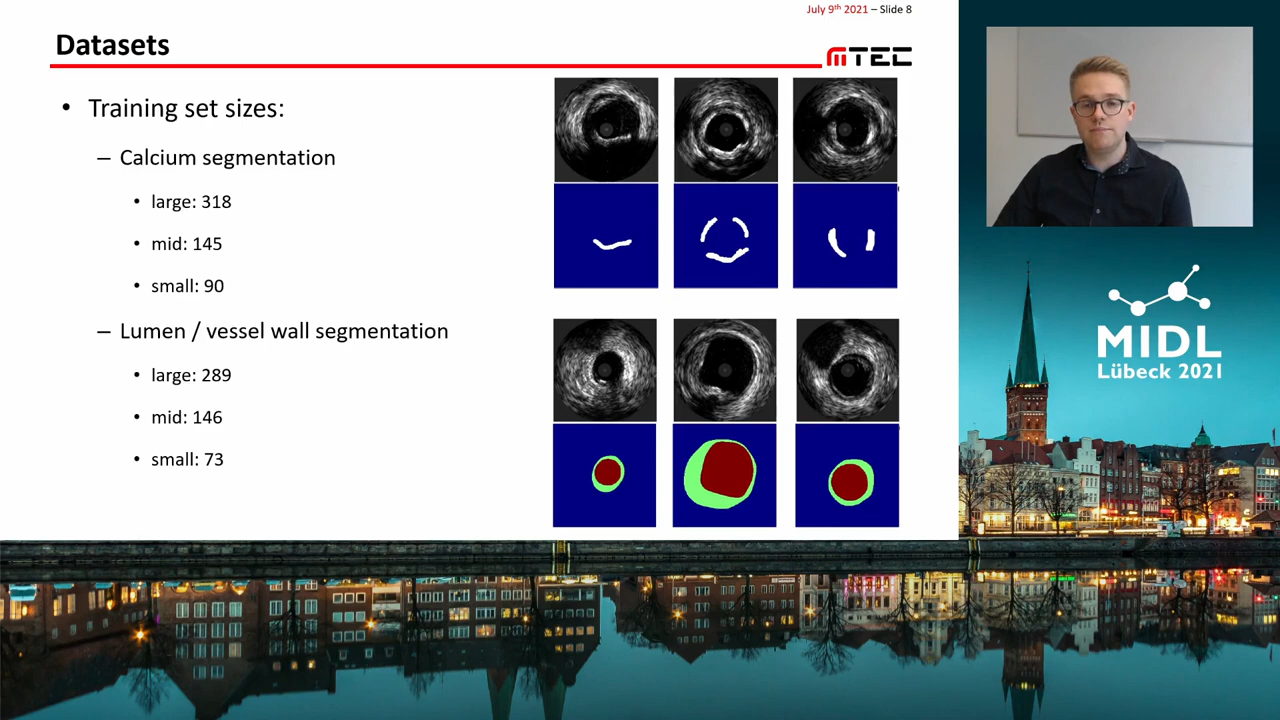 July 9th 2021 – Slide 8
Datasets
MTEC
• Training set sizes:
– Calcium segmentation
• large: 318
• mid: 145
• small: 90
– Lumen / vessel wall segmentation
• large: 289
• mid: 146
• small: 73
MIDL
Lübeck 2021